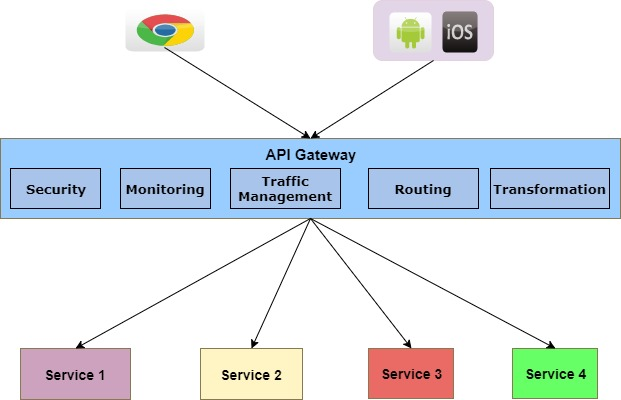 iOS
API Gateway
Security
Monitoring
Traffic
Management
Routing
Transformation
Service 1
Service 2
Service 3
Service 4